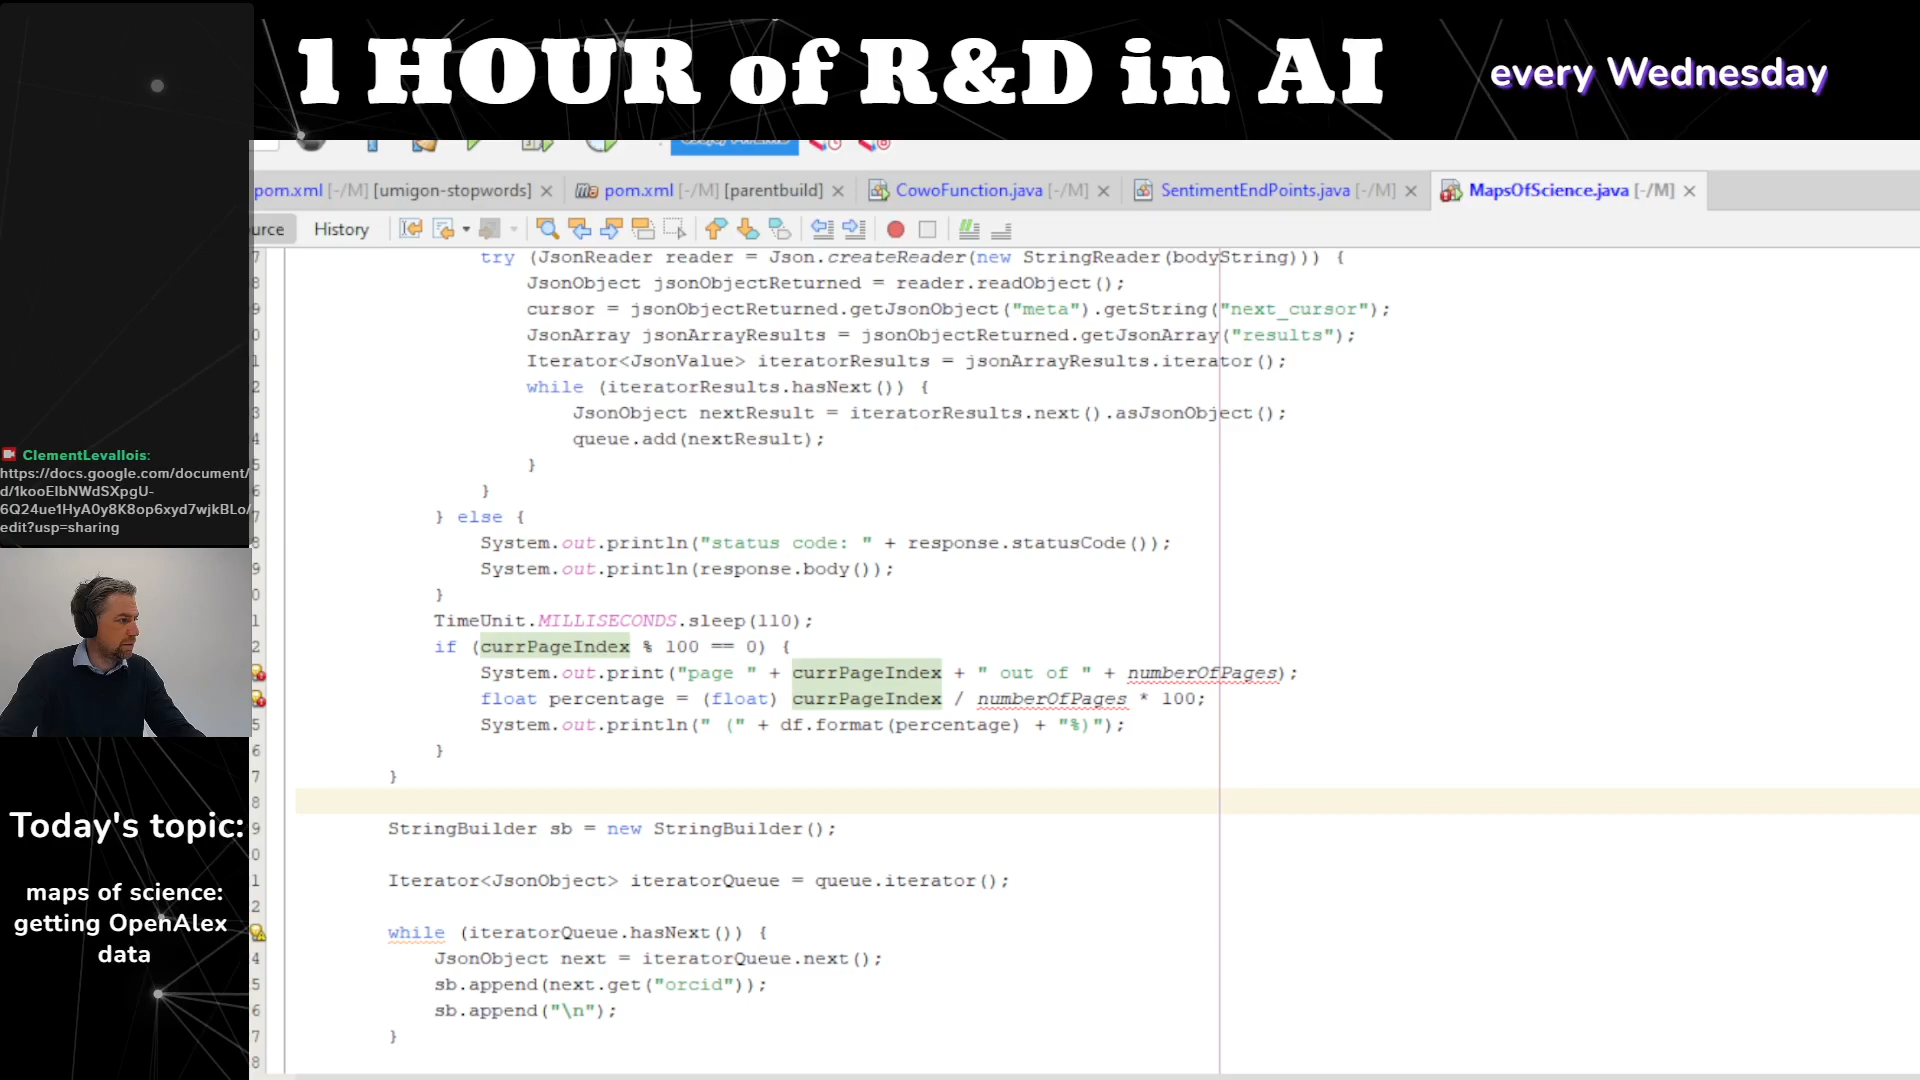 1 HOUR of R&D in AI
every Wednesday
pom.xml [-/M] [umigon-stopwords]
pom.xml [-/M] [parentbuild]
CowoFunction.java [-/M]
SentimentEndPoints.java [-/M]
MapsOfScience.java [-/M]
urce
History
try (JsonReader reader = Json.createReader(new StringReader(bodyString))) {
JsonObject jsonObjectReturned = reader.readObject();
cursor = jsonObjectReturned.getJsonObject("meta").getString("next_cursor");
JsonArray jsonArrayResults = jsonObjectReturned.getJsonArray("results");
Iterator<JsonValue> iteratorResults = jsonArrayResults.iterator();
while (iteratorResults.hasNext()) {
JsonObject nextResult = iteratorResults.next().asJsonObject();
queue.add(nextResult);
}
}
} else {
System.out.println("status code: " + response.statusCode());
System.out.println(response.body());
}
TimeUnit.MILLISECONDS.sleep(110);
if (currPageIndex % 100 == 0) {
System.out.print("page " + currPageIndex + " out of " + numberOfPages);
float percentage = (float) currPageIndex / numberOfPages * 100;
System.out.println(" (" + df.format(percentage) + "%)");
}
}
StringBuilder sb = new StringBuilder();
Iterator<JsonObject> iteratorQueue = queue.iterator();
while (iteratorQueue.hasNext()) {
JsonObject next = iteratorQueue.next();
sb.append(next.get("orcid"));
sb.append("\n");
}
ClementLevallois:
https://docs.google.com/document/
d/1kooElbNWdSXpgU-
6Q24ue1HyA0y8K8op6xyd7wjkBLo/
edit?usp=sharing
Today's topic:
maps of science:
getting OpenAlex
data